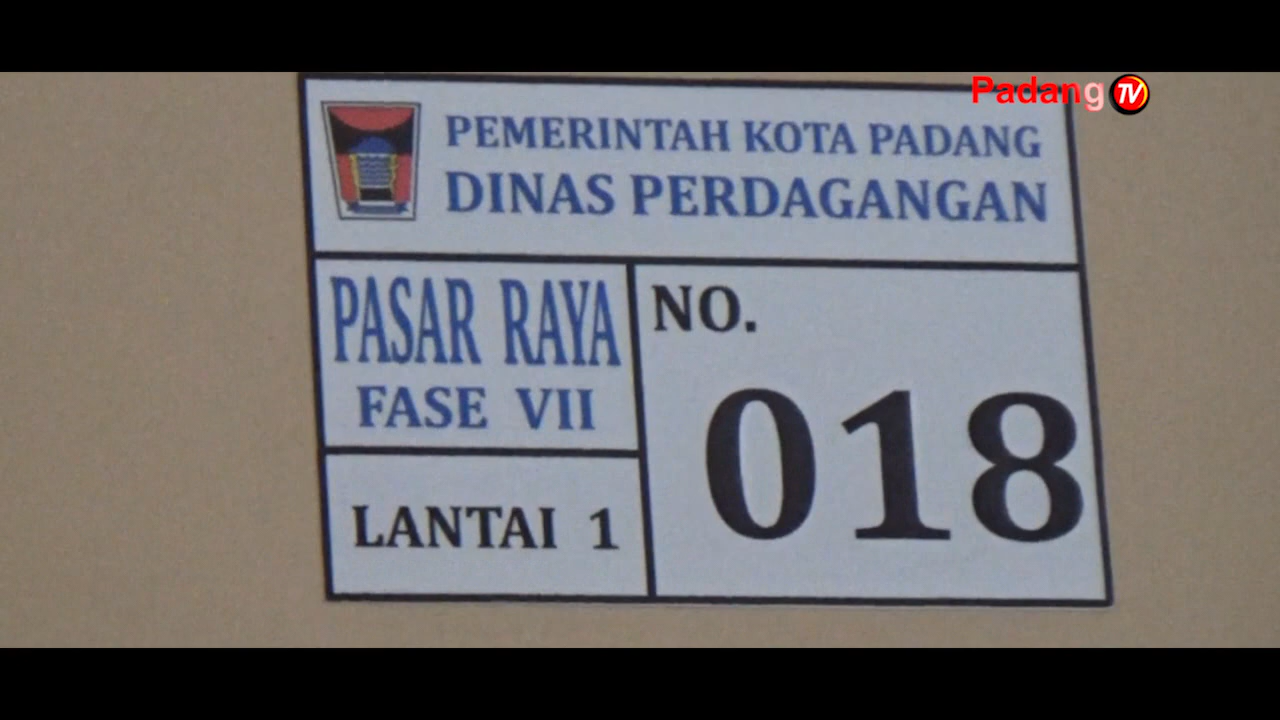 Padang TV
PEMERINTAH KOTA PADANG
DINAS PERDAGANGAN
PASAR RAYA
FASE VII
LANTAI 1
NO.
018